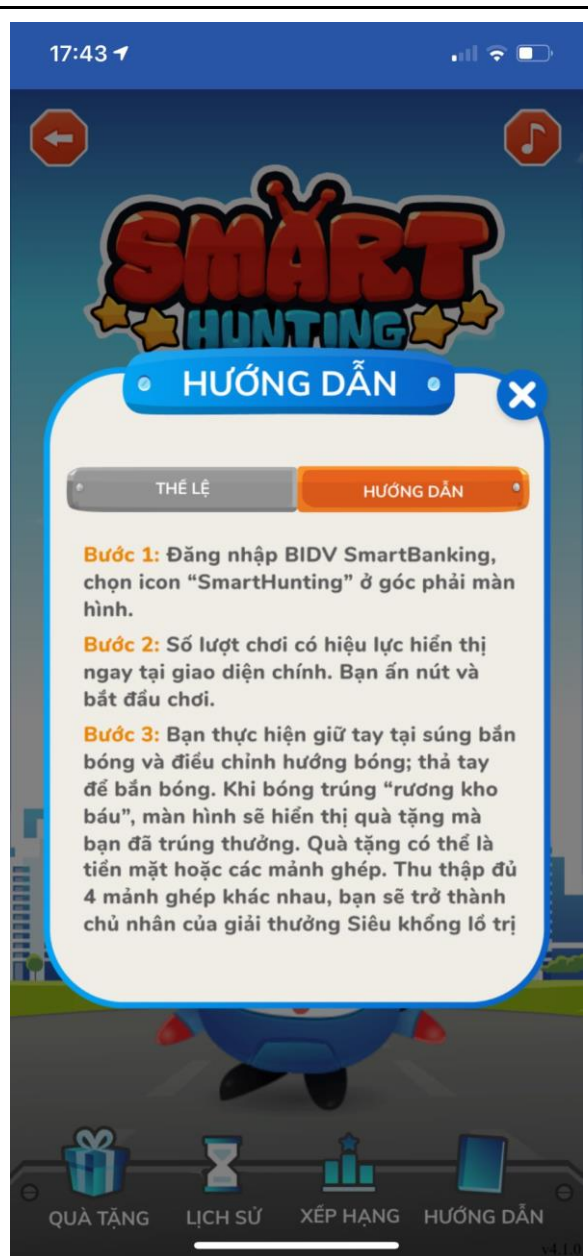 17:43
SMART
HUNTING
HƯỚNG DẪN
THỂ LỆ
HƯỚNG DẪN
Bước 1: Đăng nhập BIDV SmartBanking,
chọn icon “SmartHunting” ở góc phải màn
hình.
Bước 2: Số lượt chơi có hiệu lực hiển thị
ngay tại giao diện chính. Bạn ấn nút và
bắt đầu chơi.
Bước 3: Bạn thực hiện giữ tay tại súng bắn
bóng và điều chỉnh hướng bóng; thả tay
để bắn bóng. Khi bóng trúng “rương kho
báu”, màn hình sẽ hiển thị quà tặng mà
bạn đã trúng thưởng. Quà tặng có thể là
tiền mặt hoặc các mảnh ghép. Thu thập đủ
4 mảnh ghép khác nhau, bạn sẽ trở thành
chủ nhân của giải thưởng Siêu khổng lồ trị
QUÀ TẶNG
LỊCH SỬ
XẾP HẠNG
HƯỚNG DẪN
v4.1.0